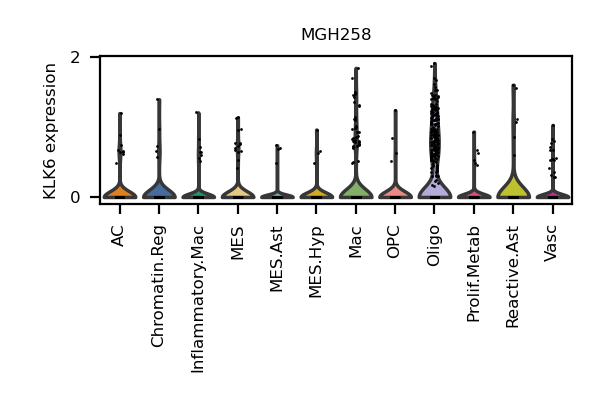 MGH258
KLK6 expression
2
0
AC
Chromatin.Reg
Inflammatory.Mac
MES
MES.Ast
MES.Hyp
Mac
OPC
Oligo
Prolif.Metab
Reactive.Ast
Vasc